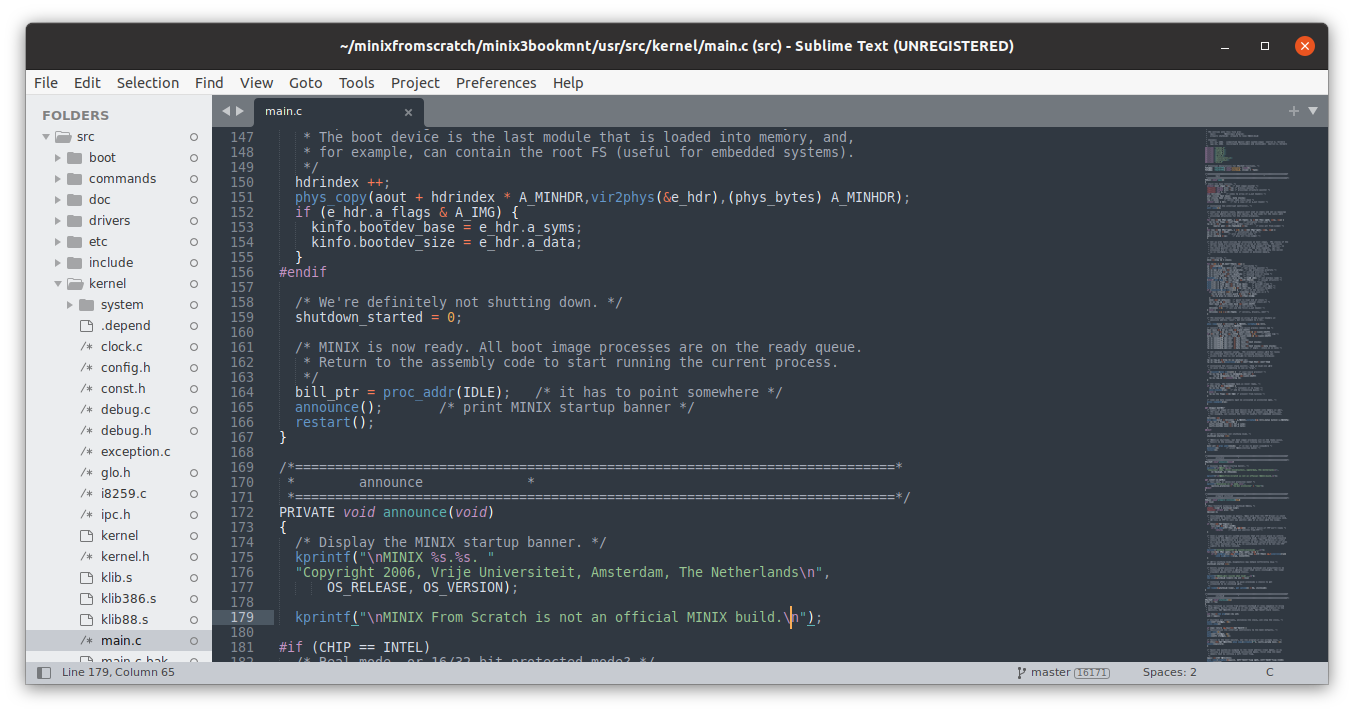 ~/minixfromscratch/minix3bookmnt/usr/src/kernel/main.c (src) - Sublime Text (UNREGISTERED)
File Edit Selection Find View Goto Tools Project Preferences Help
FOLDERS
src
boot
commands
doc
drivers
etc
include
kernel
system
.depend
/* clock.c
/* config.h
/* const.h
/* debug.c
/* debug.h
/* exception.c
/* glo.h
/* i8259.c
/* ipc.h
kernel
/* kernel.h
klib.s
klib386.s
klib88.s
/* main.c
main.c.bak
main.c ×
147 * The boot device is the last module that is loaded into memory, and,
148 * for example, can contain the root FS (useful for embedded systems).
149 */
150 hdrindex ++;
151 phys_copy(aout + hdrindex * A_MINHDR,vir2phys(&e_hdr),(phys_bytes) A_MINHDR);
152 if (e_hdr.a_flags & A_IMG) {
153 kinfo.bootdev_base = e_hdr.a_syms;
154 kinfo.bootdev_size = e_hdr.a_data;
155 }
156 #endif
157
158 /* We're definitely not shutting down. */
159 shutdown_started = 0;
160
161 /* MINIX is now ready. All boot image processes are on the ready queue.
162 * Return to the assembly code to start running the current process.
163 */
164 bill_ptr = proc_addr(IDLE); /* it has to point somewhere */
165 announce(); /* print MINIX startup banner */
166 restart();
167 }
168
169 /*===========================================================================*
170 * announce *
171 *===========================================================================*/
172 PRIVATE void announce(void)
173 {
174 /* Display the MINIX startup banner. */
175 kprintf("\nMINIX %s.%s. "
176 "Copyright 2006, Vrije Universiteit, Amsterdam, The Netherlands\n",
177 OS_RELEASE, OS_VERSION);
178
179 kprintf("\nMINIX From Scratch is not an official MINIX build.\n");
180
181 #if (CHIP == INTEL)
182 /* Real mode, or 16/32-bit protected mode? */
Line 179, Column 65 master 16171 Spaces: 2 C